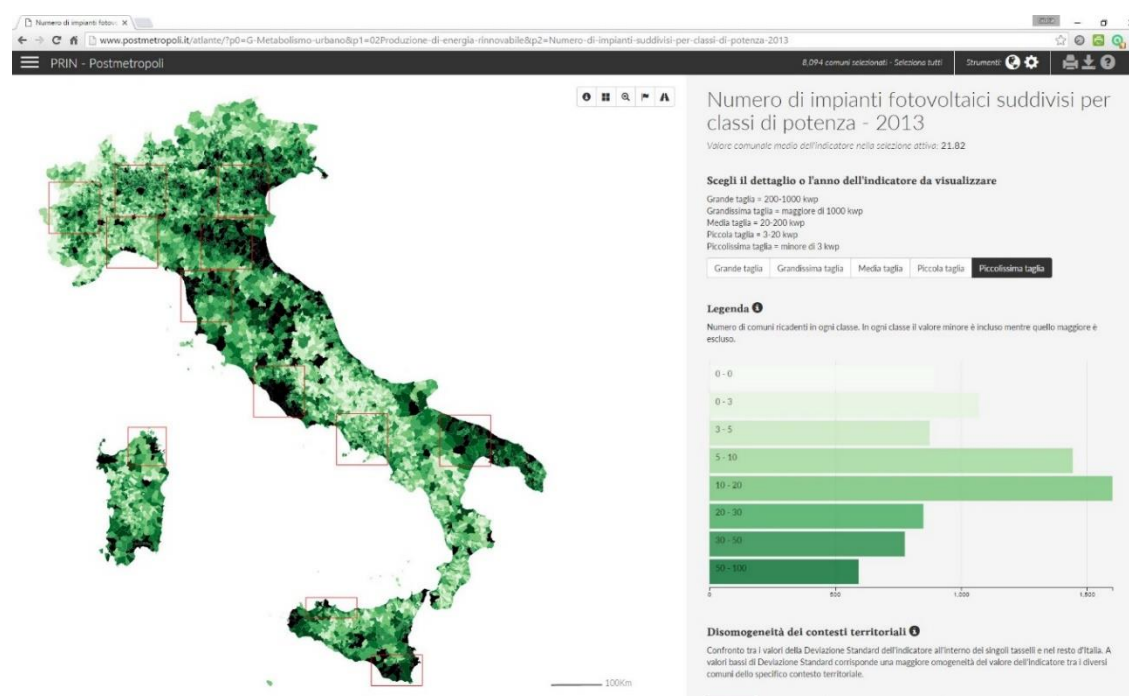 Numero di impianti fotov
www.postmetropoli.it/atlante/?p0=G-Metabolismo-urbano&p1=02Produzione-di-energia-rinnovabile&p2=Numero-di-impianti-suddivisi-per-classi-di-potenza-2013
PRIN - Postmetropoli
8,094 comuni selezionati - Seleziona tutti
Strumenti:
Numero di impianti fotovoltaici suddivisi per
classi di potenza - 2013
Valore comunale medio dell'indicatore nella selezione attiva: 21.82
Scegli il dettaglio o l'anno dell'indicatore da visualizzare
Grande taglia = 200-1000 kwp
Grandissima taglia = maggiore di 1000 kwp
Media taglia = 20-200 kwp
Piccola taglia = 3-20 kwp
Piccolissima taglia = minore di 3 kwp
Grande taglia Grandissima taglia Media taglia Piccola taglia Piccolissima taglia
Legenda
Numero di comuni ricadenti in ogni classe. In ogni classe il valore minore è incluso mentre quello maggiore è
escluso.
0 - 0
0 - 3
3 - 5
5 - 10
10 - 20
20 - 30
30 - 50
50 - 100
0 500 1,000 1,500
100Km
Disomogeneità dei contesti territoriali
Confronto tra i valori della Deviazione Standard dell'indicatore all'interno dei singoli tasselli e nel resto d'Italia. A
valori bassi di Deviazione Standard corrisponde una maggiore omogeneità del valore dell'indicatore tra i diversi
comuni dello specifico contesto territoriale.